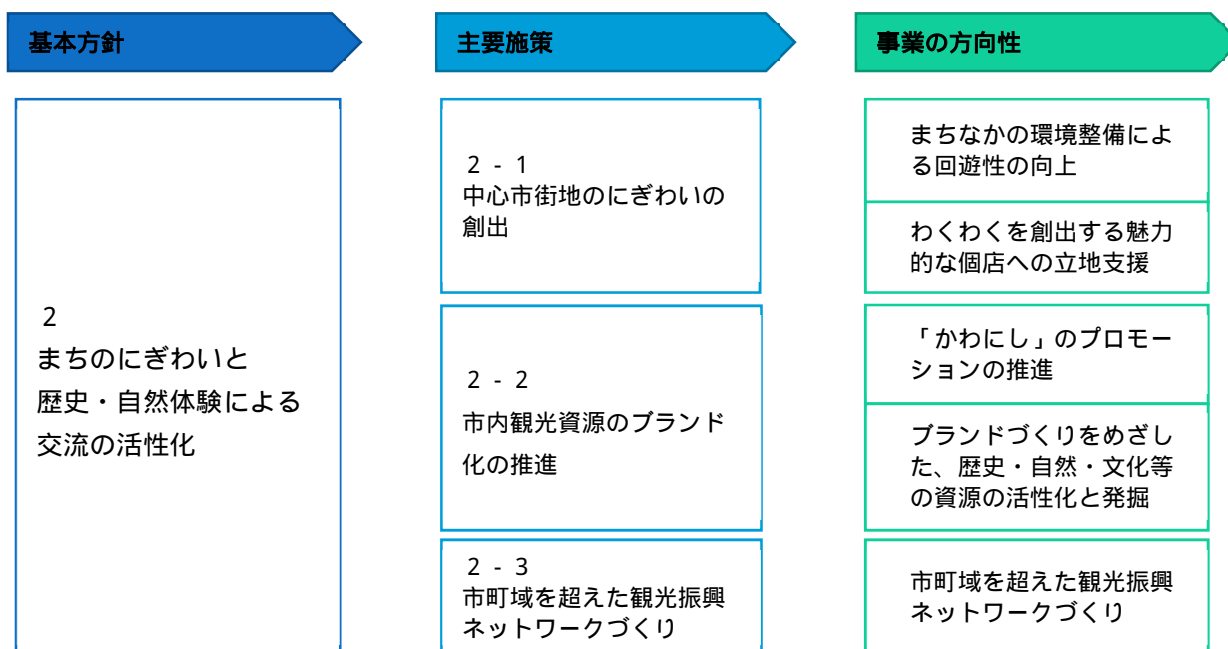 基本方針
主要施策
事業の方向性
2
まちのにぎわいと
歴史・自然体験による
交流の活性化
2 - 1
中心市街地のにぎわいの
創出
まちなかの環境整備によ
る回遊性の向上
わくわくを創出する魅力
的な個店への立地支援
2 - 2
市内観光資源のブランド
化の推進
「かわにし」のプロモー
ションの推進
ブランドづくりをめざし
た、歴史・自然・文化等
の資源の活性化と発掘
2 - 3
市町域を超えた観光振興
ネットワークづくり
市町域を超えた観光振興
ネットワークづくり